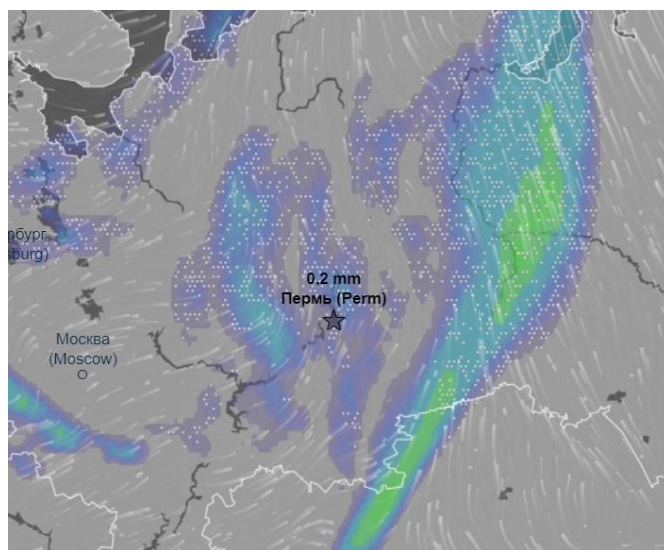 бург
sburg)
0.2 mm
Пермь (Perm)
Москва
(Moscow)